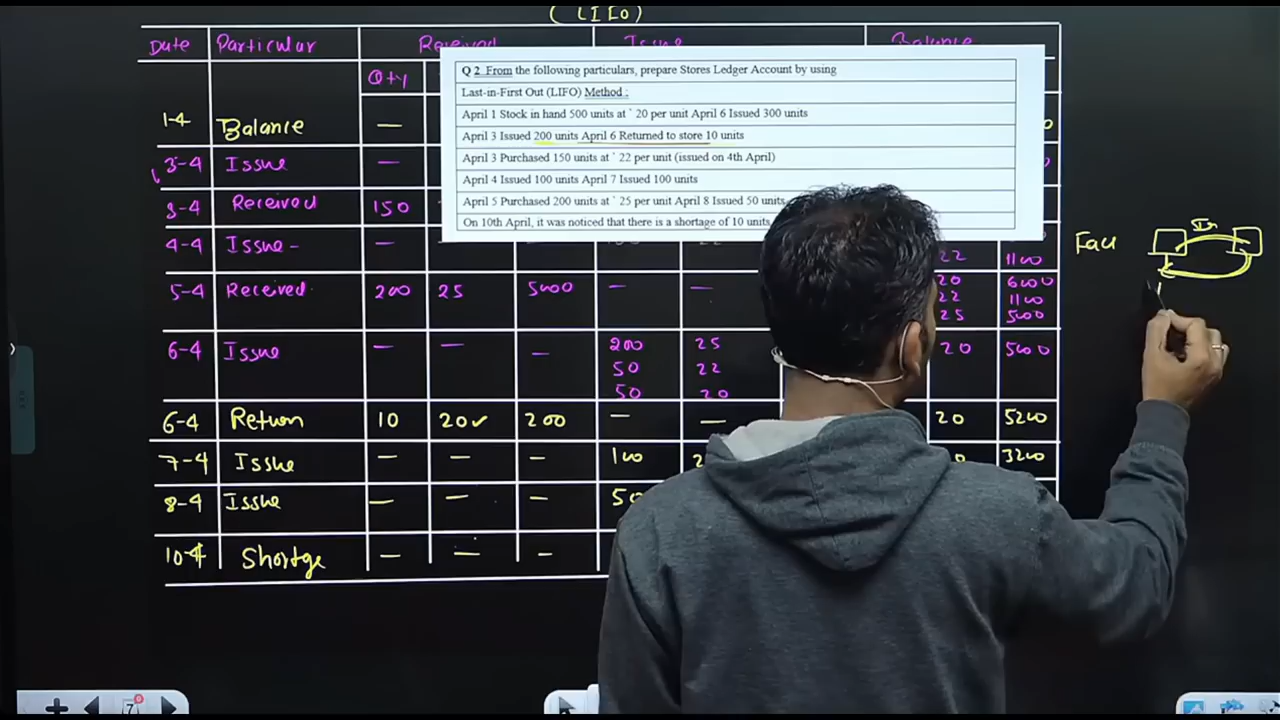 (LIFO)
Date Particular Received Issue Balance
Qty
Q 2 From the following particulars, prepare Stores Ledger Account by using
Last-in-First Out (LIFO) Method :
April 1 Stock in hand 500 units at ` 20 per unit April 6 Issued 300 units
April 3 Issued 200 units April 6 Returned to store 10 units
April 3 Purchased 150 units at ` 22 per unit (issued on 4th April)
April 4 Issued 100 units April 7 Issued 100 units
April 5 Purchased 200 units at ` 25 per unit April 8 Issued 50 units
On 10th April, it was noticed that there is a shortage of 10 units
1-4 Balance —
3-4 Issue —
3-4 Received 150
4-4 Issue - —
22 1100
5-4 Received 200 25 5000 — — 20 6000
22 1100
25 5000
6-4 Issue — — — 200 25 20 5000
50 22
50 20
6-4 Return 10 20✓ 200 — — 20 5200
7-4 Issue — — — 100 3200
8-4 Issue — — — 50
10-4 Shortge — — —
7